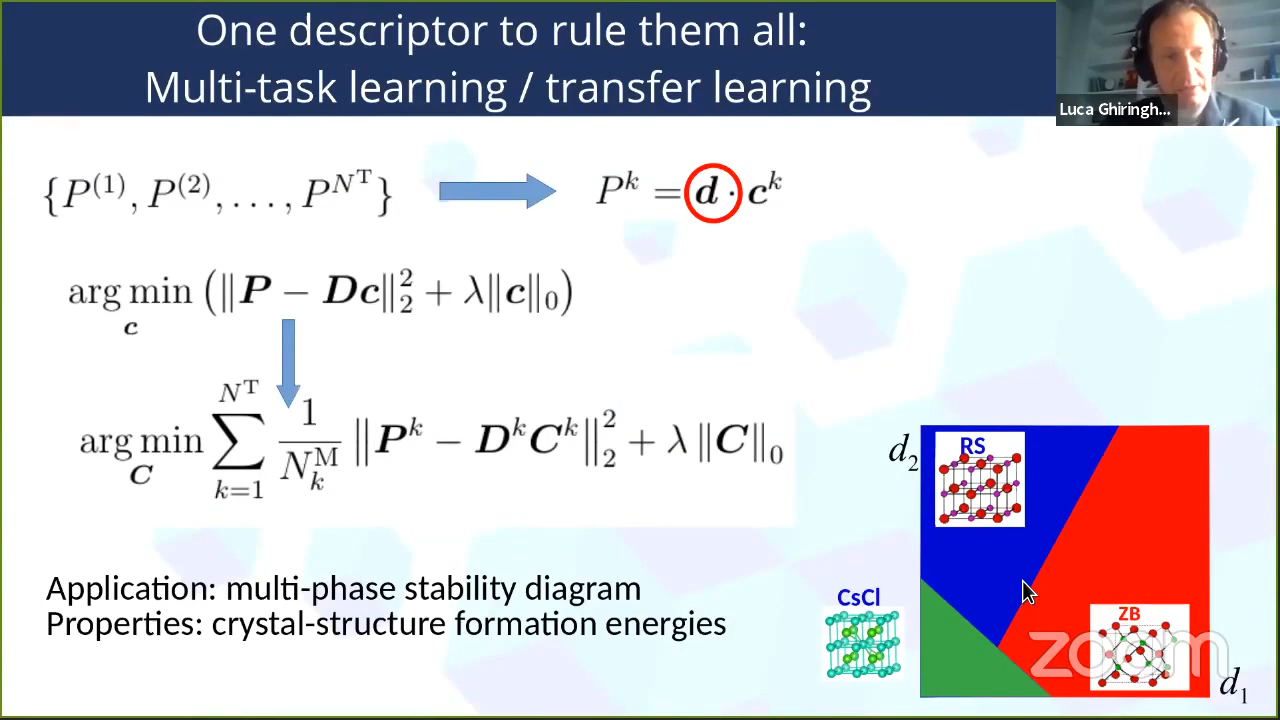 One descriptor to rule them all:
Multi-task learning / transfer learning
Luca Ghiringh...
{P^(1), P^(2), . . . , P^{N^T}}
P^k = d · c^k
arg min_c (‖P − Dc‖_2^2 + λ‖c‖_0)
arg min_C ∑_{k=1}^{N^T} 1/N_k^M ‖P^k − D^k C^k‖_2^2 + λ ‖C‖_0
d_2
RS
Application: multi-phase stability diagram
Properties: crystal-structure formation energies
CsCl
ZB
zoom
d_1